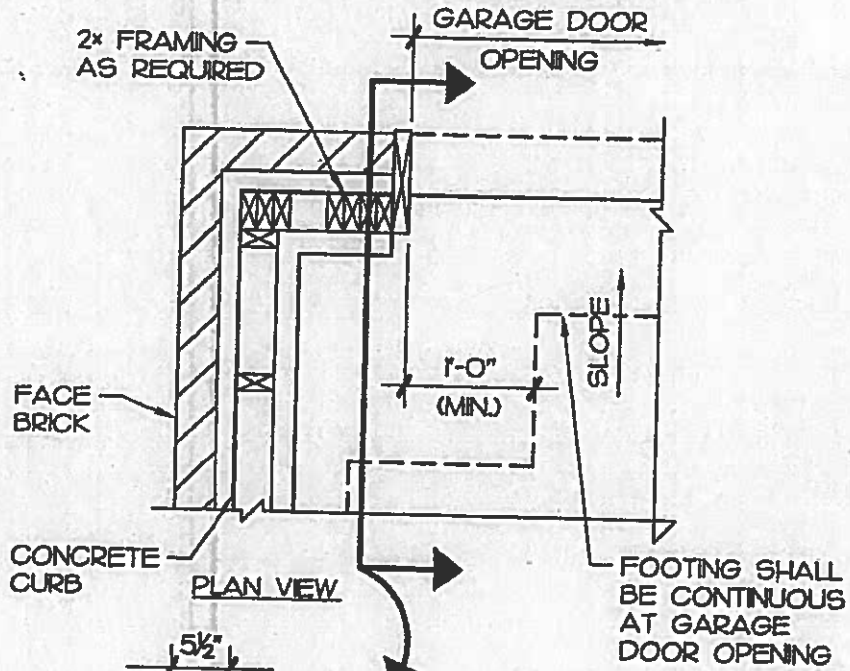 GARAGE DOOR
OPENING
2x FRAMING
AS REQUIRED
SLOPE
1'-0"
(MIN.)
FACE
BRICK
CONCRETE
CURB
PLAN VIEW
FOOTING SHALL
BE CONTINUOUS
AT GARAGE
DOOR OPENING
5½"